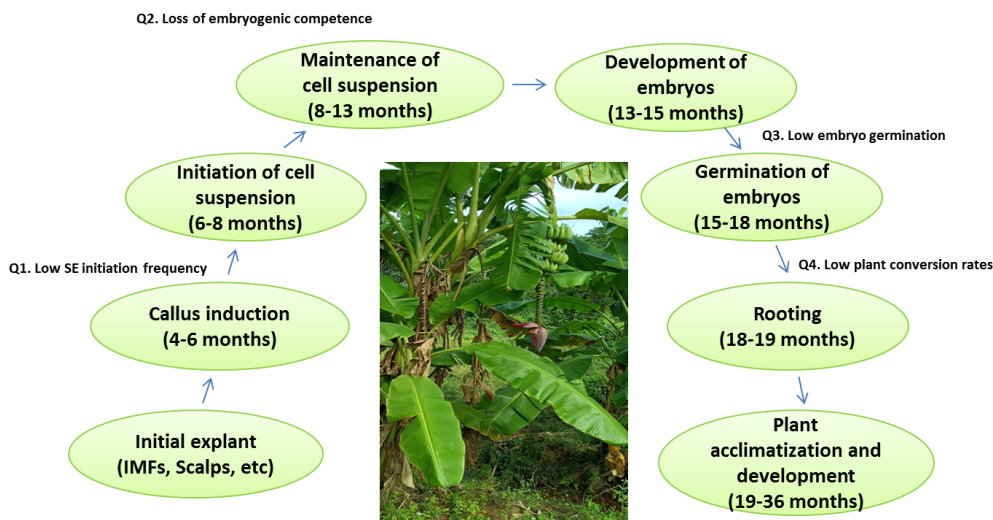 Q2. Loss of embryogenic competence
Maintenance of
cell suspension
(8-13 months)
Development of
embryos
(13-15 months)
Q3. Low embryo germination
Initiation of cell
suspension
(6-8 months)
Germination of
embryos
(15-18 months)
Q1. Low SE initiation frequency
Q4. Low plant conversion rates
Callus induction
(4-6 months)
Rooting
(18-19 months)
Initial explant
(IMFs, Scalps, etc)
Plant
acclimatization and
development
(19-36 months)